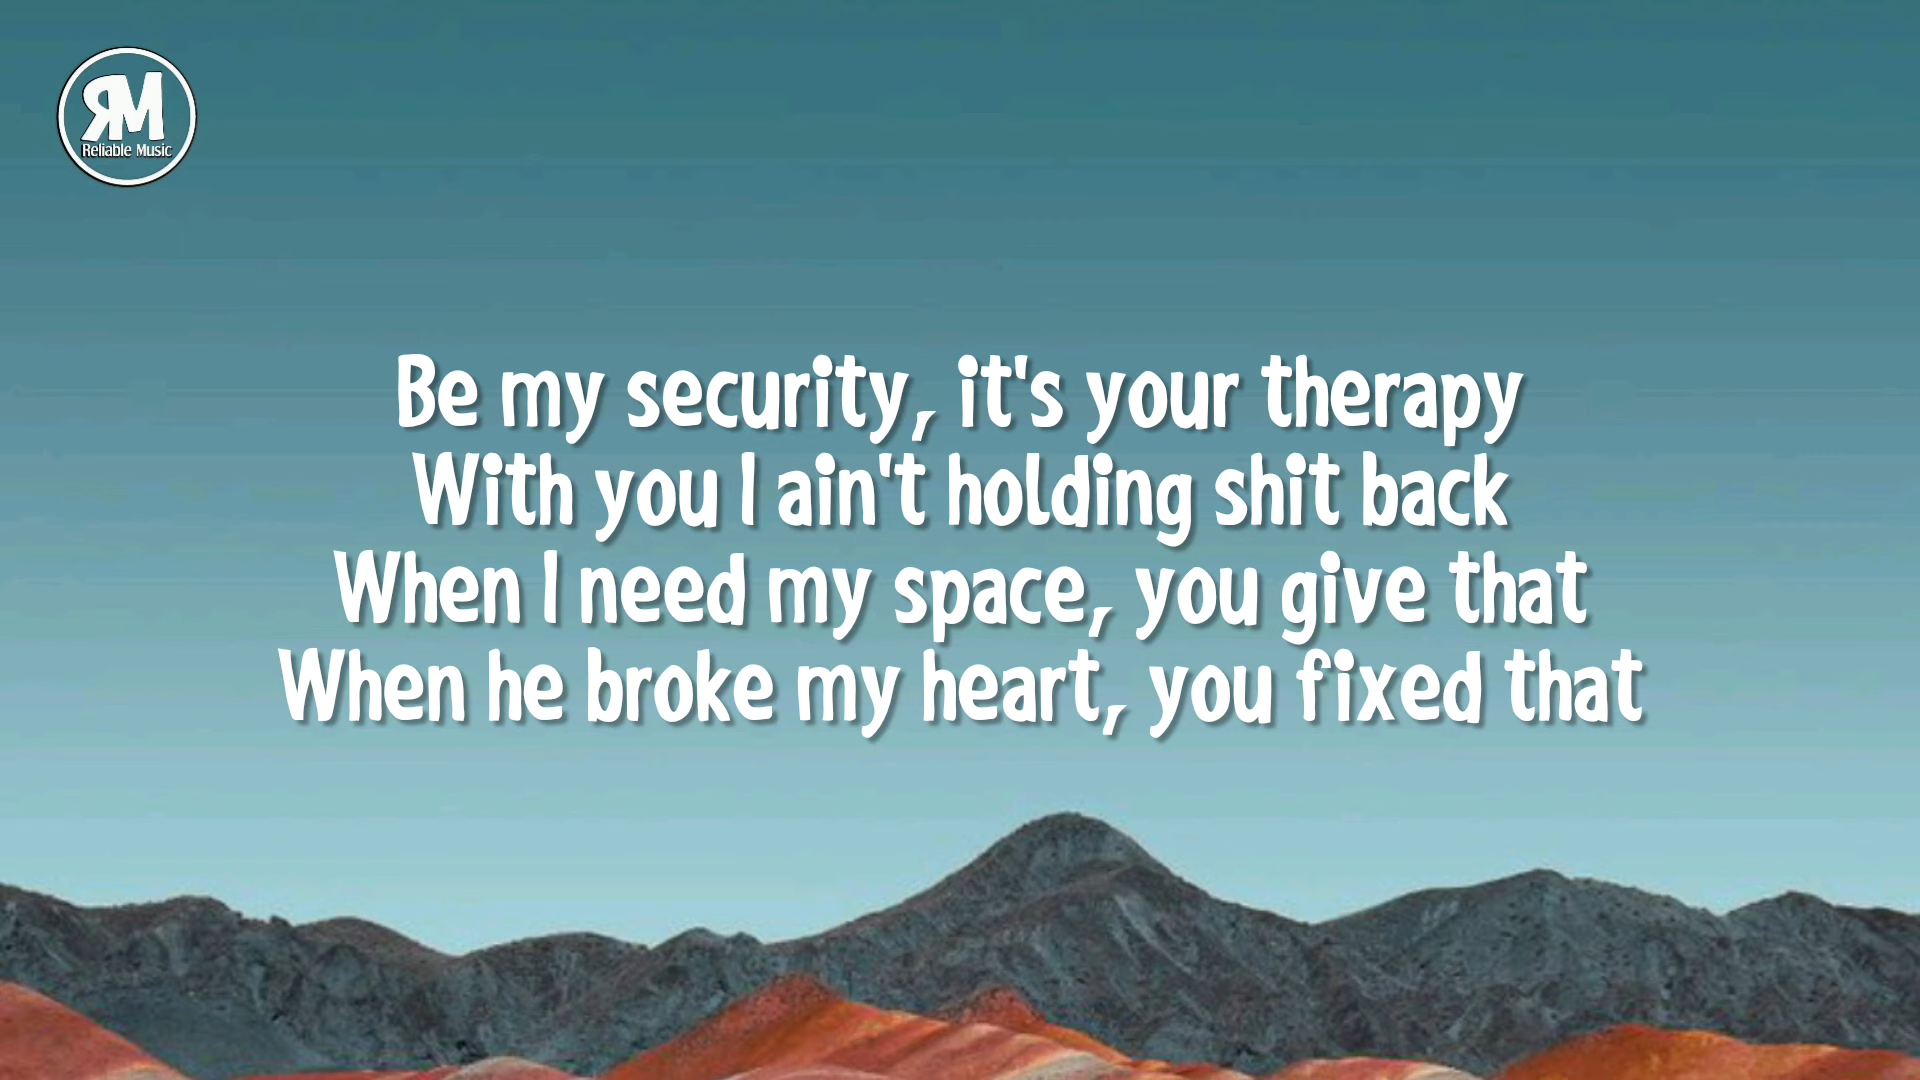 RM
Reliable Music
Be my security, it's your therapy
With you I ain't holding shit back
When I need my space, you give that
When he broke my heart, you fixed that